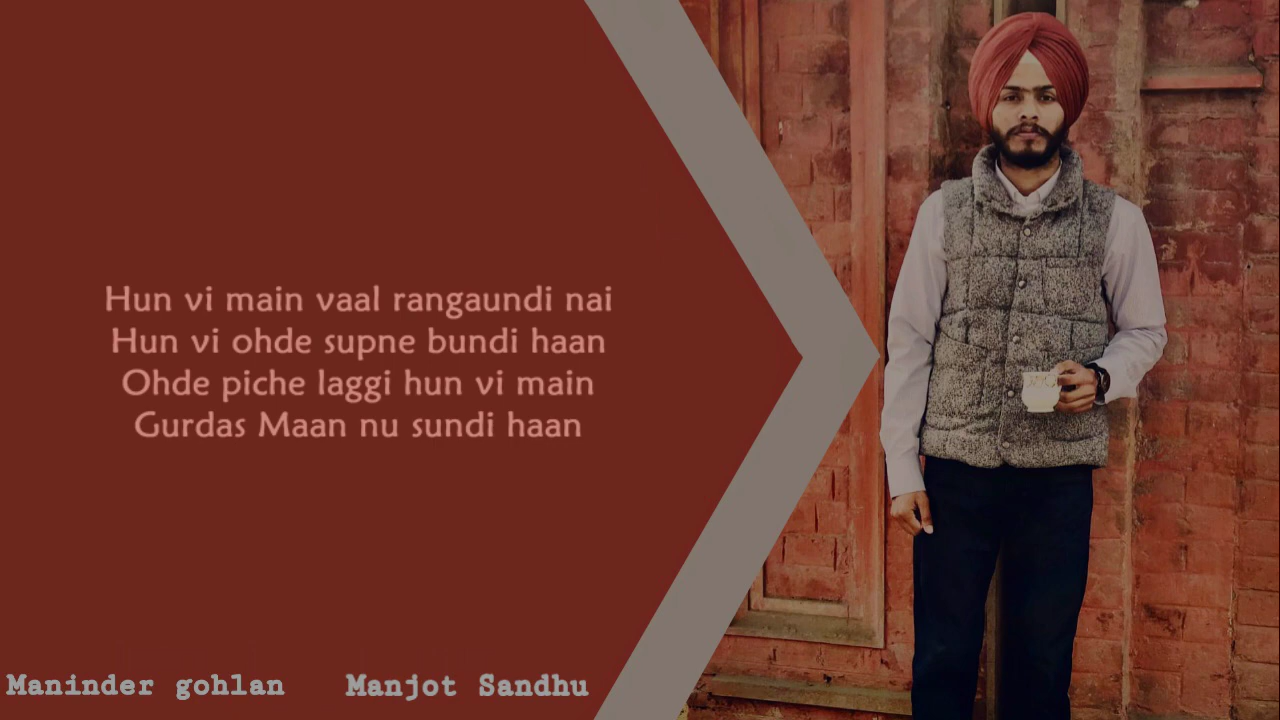 Hun vi main vaal rangaundi nai
Hun vi ohde supne bundi haan
Ohde piche laggi hun vi main
Gurdas Maan nu sundi haan
Maninder gohlan Manjot Sandhu